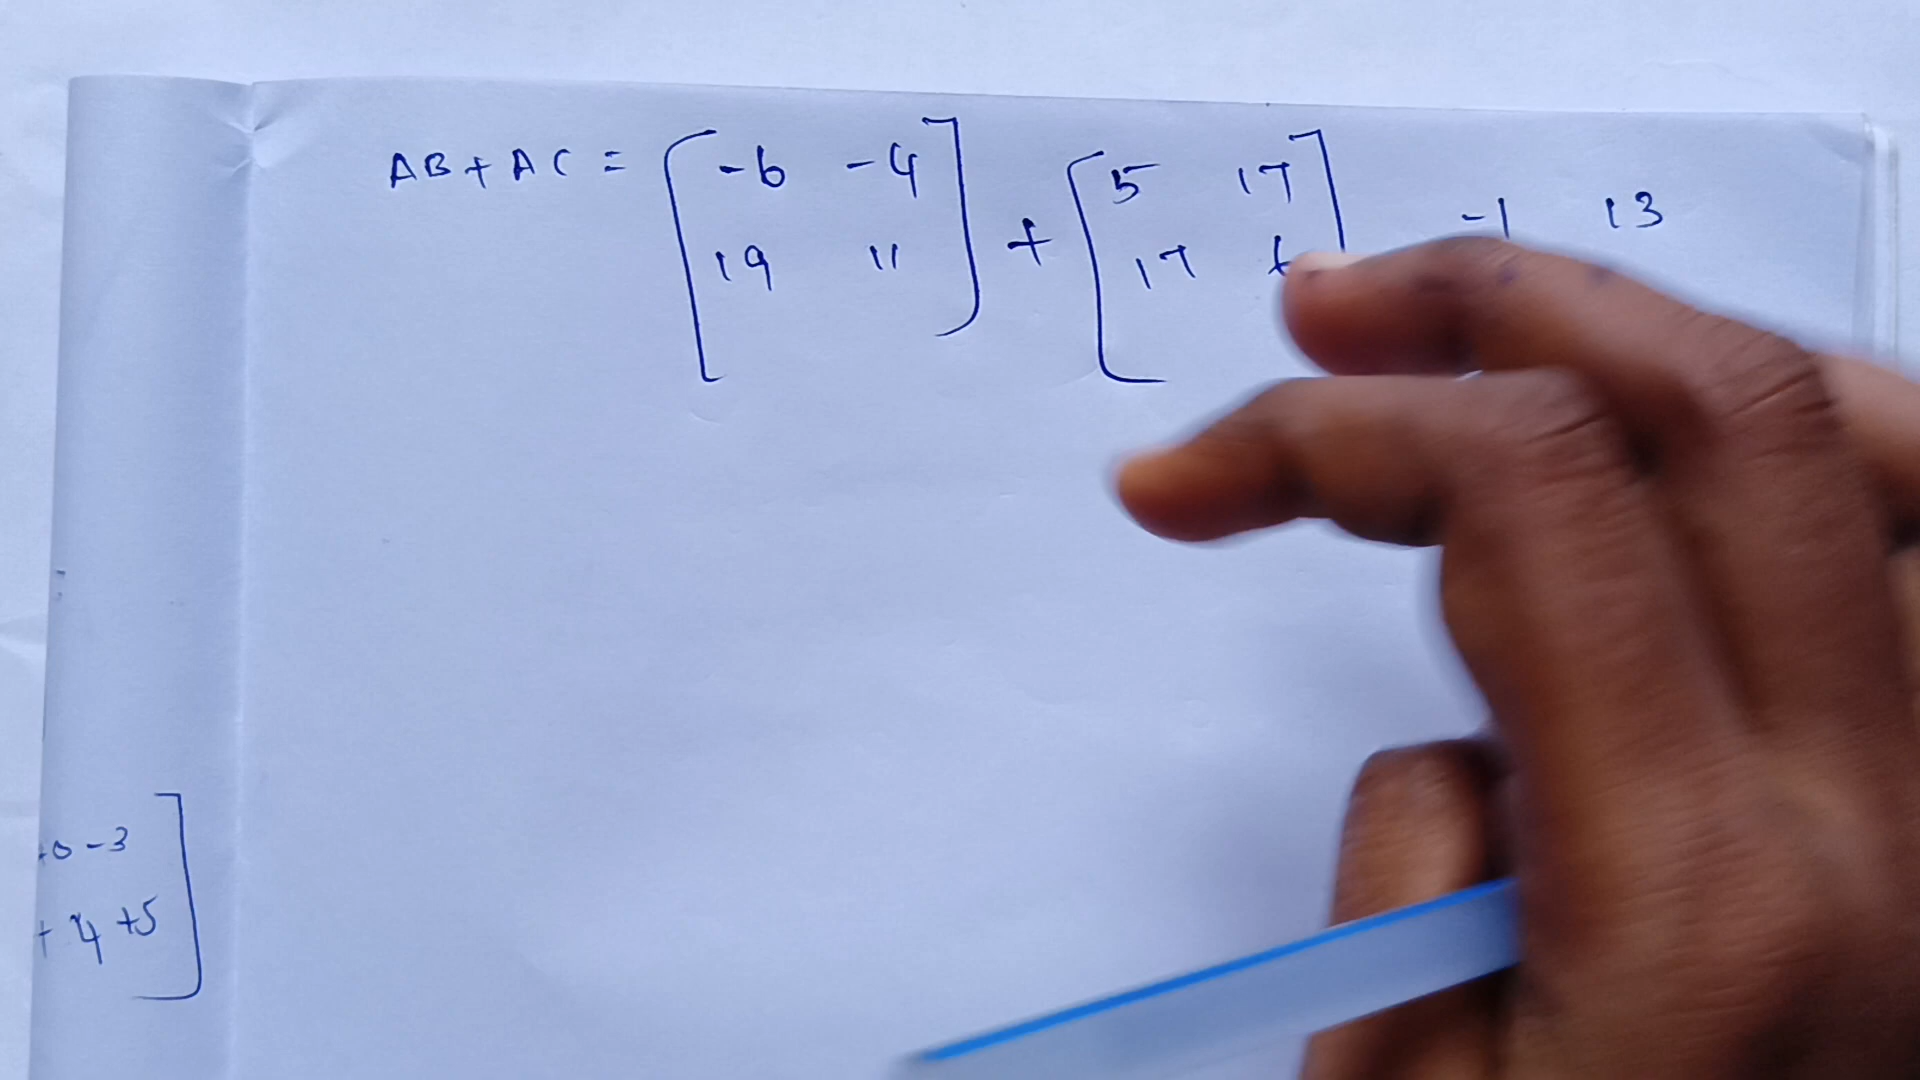 AB + AC = [ -6 -4 ] + [ 5 17 ] -1 13
19 11 17
+0 -3 ]
+ 4 +5